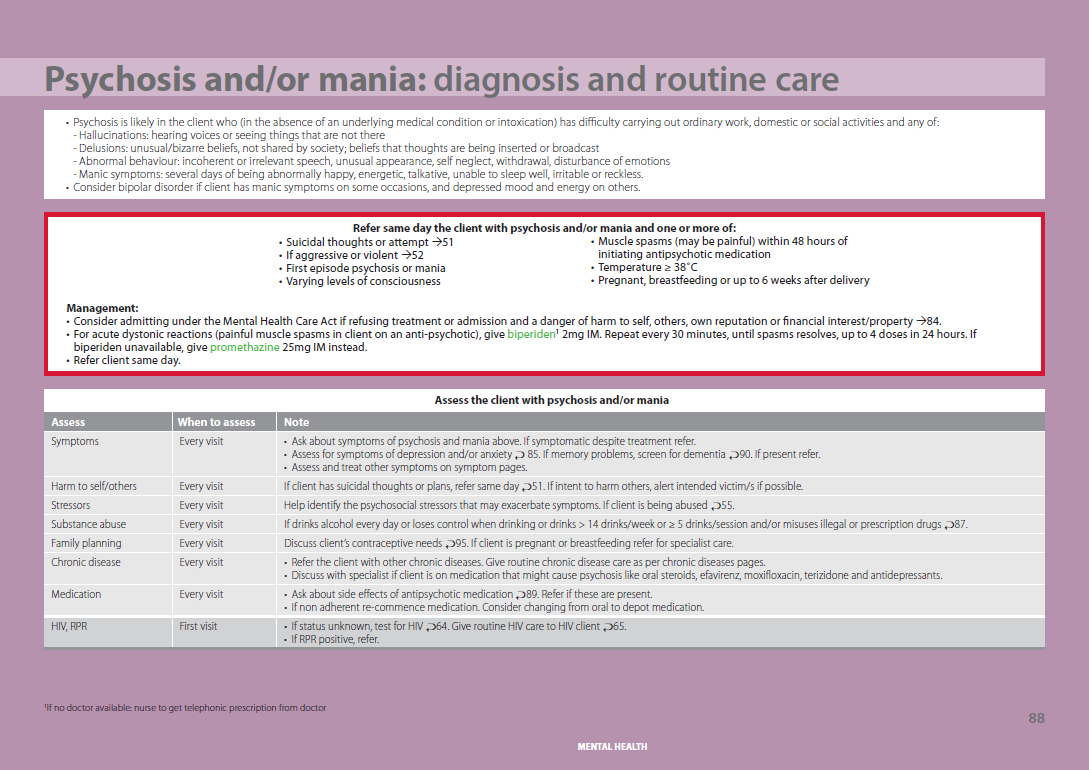 Psychosis and/or mania: diagnosis and routine care
• Psychosis is likely in the client who (in the absence of an underlying medical condition or intoxication) has difficulty carrying out ordinary work, domestic or social activities and any of:
- Hallucinations: hearing voices or seeing things that are not there
- Delusions: unusual/bizarre beliefs, not shared by society; beliefs that thoughts are being inserted or broadcast
- Abnormal behaviour: incoherent or irrelevant speech, unusual appearance, self neglect, withdrawal, disturbance of emotions
- Manic symptoms: several days of being abnormally happy, energetic, talkative, unable to sleep well, irritable or reckless.
• Consider bipolar disorder if client has manic symptoms on some occasions, and depressed mood and energy on others.
Refer same day the client with psychosis and/or mania and one or more of:
• Suicidal thoughts or attempt →51
• If aggressive or violent →52
• First episode psychosis or mania
• Varying levels of consciousness
• Muscle spasms (may be painful) within 48 hours of
initiating antipsychotic medication
• Temperature ≥ 38˚C
• Pregnant, breastfeeding or up to 6 weeks after delivery
Management:
• Consider admitting under the Mental Health Care Act if refusing treatment or admission and a danger of harm to self, others, own reputation or financial interest/property →84.
• For acute dystonic reactions (painful muscle spasms in client on an anti-psychotic), give biperiden¹ 2mg IM. Repeat every 30 minutes, until spasms resolves, up to 4 doses in 24 hours. If
biperiden unavailable, give promethazine 25mg IM instead.
• Refer client same day.
Assess the client with psychosis and/or mania
Assess When to assess Note
Symptoms Every visit • Ask about symptoms of psychosis and mania above. If symptomatic despite treatment refer.
• Assess for symptoms of depression and/or anxiety ⮌ 85. If memory problems, screen for dementia ⮌90. If present refer.
• Assess and treat other symptoms on symptom pages.
Harm to self/others Every visit If client has suicidal thoughts or plans, refer same day ⮌51. If intent to harm others, alert intended victim/s if possible.
Stressors Every visit Help identify the psychosocial stressors that may exacerbate symptoms. If client is being abused ⮌55.
Substance abuse Every visit If drinks alcohol every day or loses control when drinking or drinks > 14 drinks/week or ≥ 5 drinks/session and/or misuses illegal or prescription drugs ⮌87.
Family planning Every visit Discuss client's contraceptive needs ⮌95. If client is pregnant or breastfeeding refer for specialist care.
Chronic disease Every visit • Refer the client with other chronic diseases. Give routine chronic disease care as per chronic diseases pages.
• Discuss with specialist if client is on medication that might cause psychosis like oral steroids, efavirenz, moxifloxacin, terizidone and antidepressants.
Medication Every visit • Ask about side effects of antipsychotic medication ⮌89. Refer if these are present.
• If non adherent re-commence medication. Consider changing from oral to depot medication.
HIV, RPR First visit • If status unknown, test for HIV ⮌64. Give routine HIV care to HIV client ⮌65.
• If RPR positive, refer.
¹If no doctor available: nurse to get telephonic prescription from doctor
88
MENTAL HEALTH